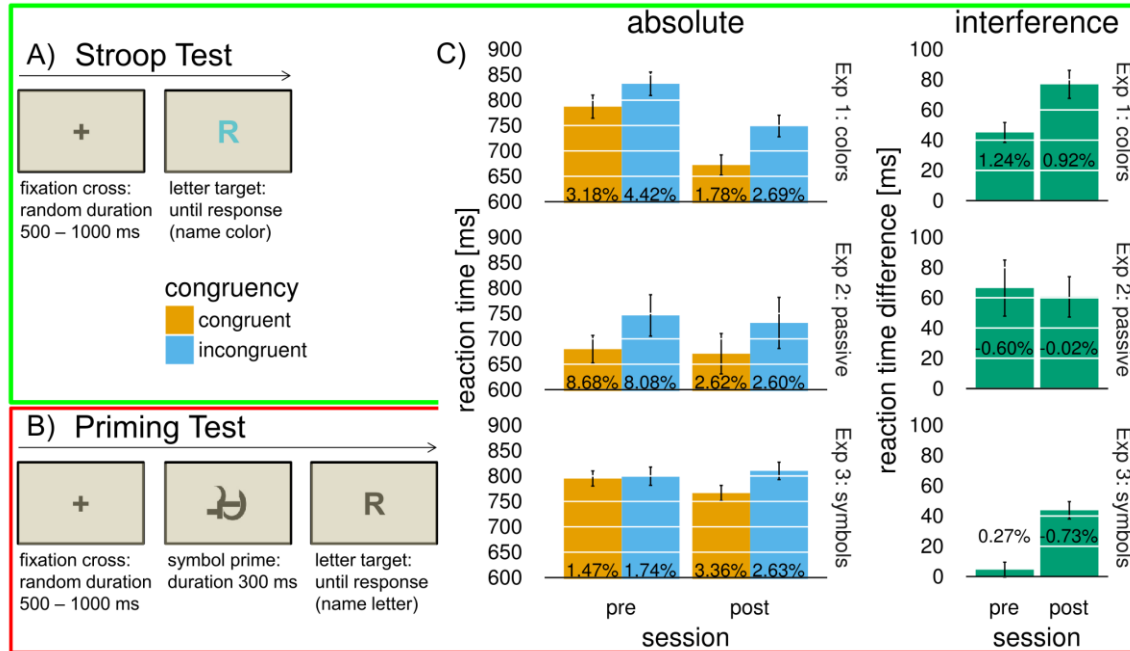 A) Stroop Test
+
R
fixation cross:
random duration
500 – 1000 ms
letter target:
until response
(name color)
congruency
congruent
incongruent
B) Priming Test
+
R
fixation cross:
random duration
500 – 1000 ms
symbol prime:
duration 300 ms
letter target:
until response
(name letter)
C)
absolute
reaction time [ms]
900
850
800
750
700
650
600
3.18% 4.42% 1.78% 2.69%
Exp 1: colors
900
850
800
750
700
650
600
8.68% 8.08% 2.62% 2.60%
Exp 2: passive
900
850
800
750
700
650
600
1.47% 1.74% 3.36% 2.63%
Exp 3: symbols
pre post
session
interference
reaction time difference [ms]
100
80
60
40
20
0
1.24% 0.92%
Exp 1: colors
100
80
60
40
20
0
-0.60% -0.02%
Exp 2: passive
100
80
60
40
20
0
0.27% -0.73%
Exp 3: symbols
pre post
session